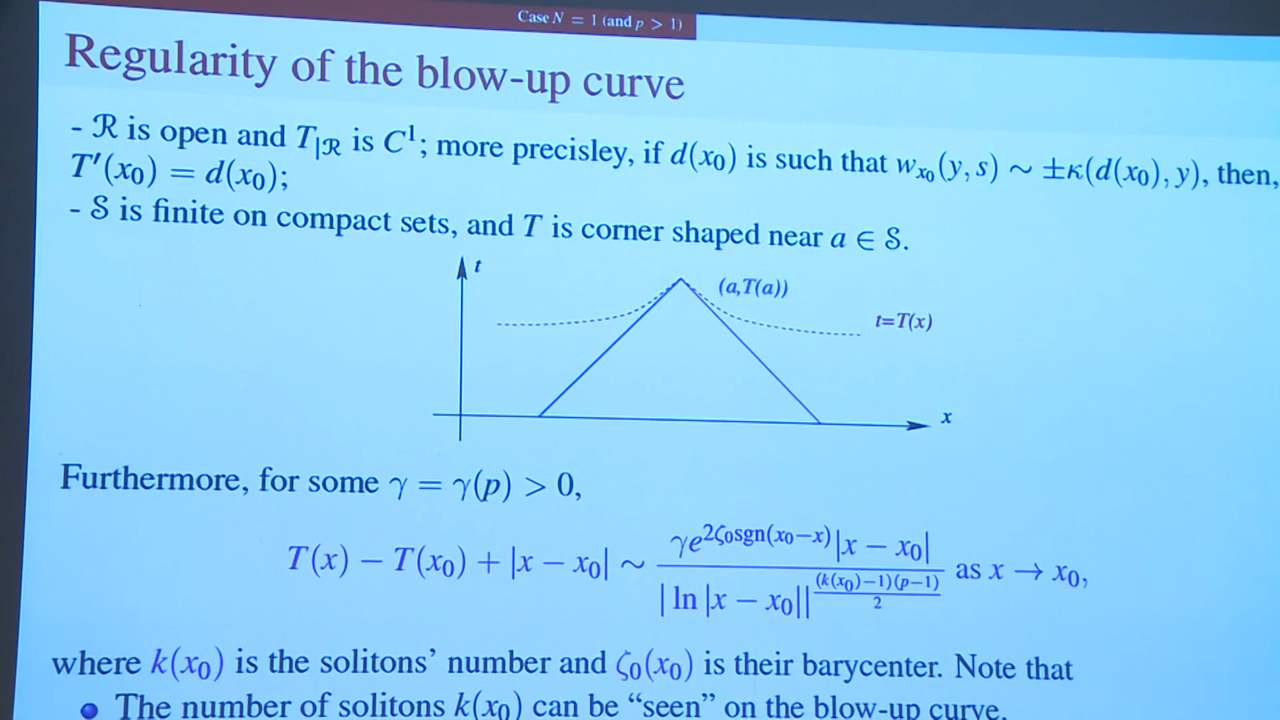 Case N = 1 (and p > 1)
Regularity of the blow-up curve
- ℛ is open and T|ℛ is C¹; more precisley, if d(x₀) is such that wₓ₀(y, s) ∼ ±κ(d(x₀), y), then,
T′(x₀) = d(x₀);
- 𝒮 is finite on compact sets, and T is corner shaped near a ∈ 𝒮.
t
(a,T(a))
t=T(x)
x
Furthermore, for some γ = γ(p) > 0,
T(x) − T(x₀) + |x − x₀| ∼ γe^{2ζ₀sgn(x₀−x)}|x − x₀| / |ln |x − x₀||^{(k(x₀)−1)(p−1)/2} as x → x₀,
where k(x₀) is the solitons’ number and ζ₀(x₀) is their barycenter. Note that
● The number of solitons k(x₀) can be “seen” on the blow-up curve.